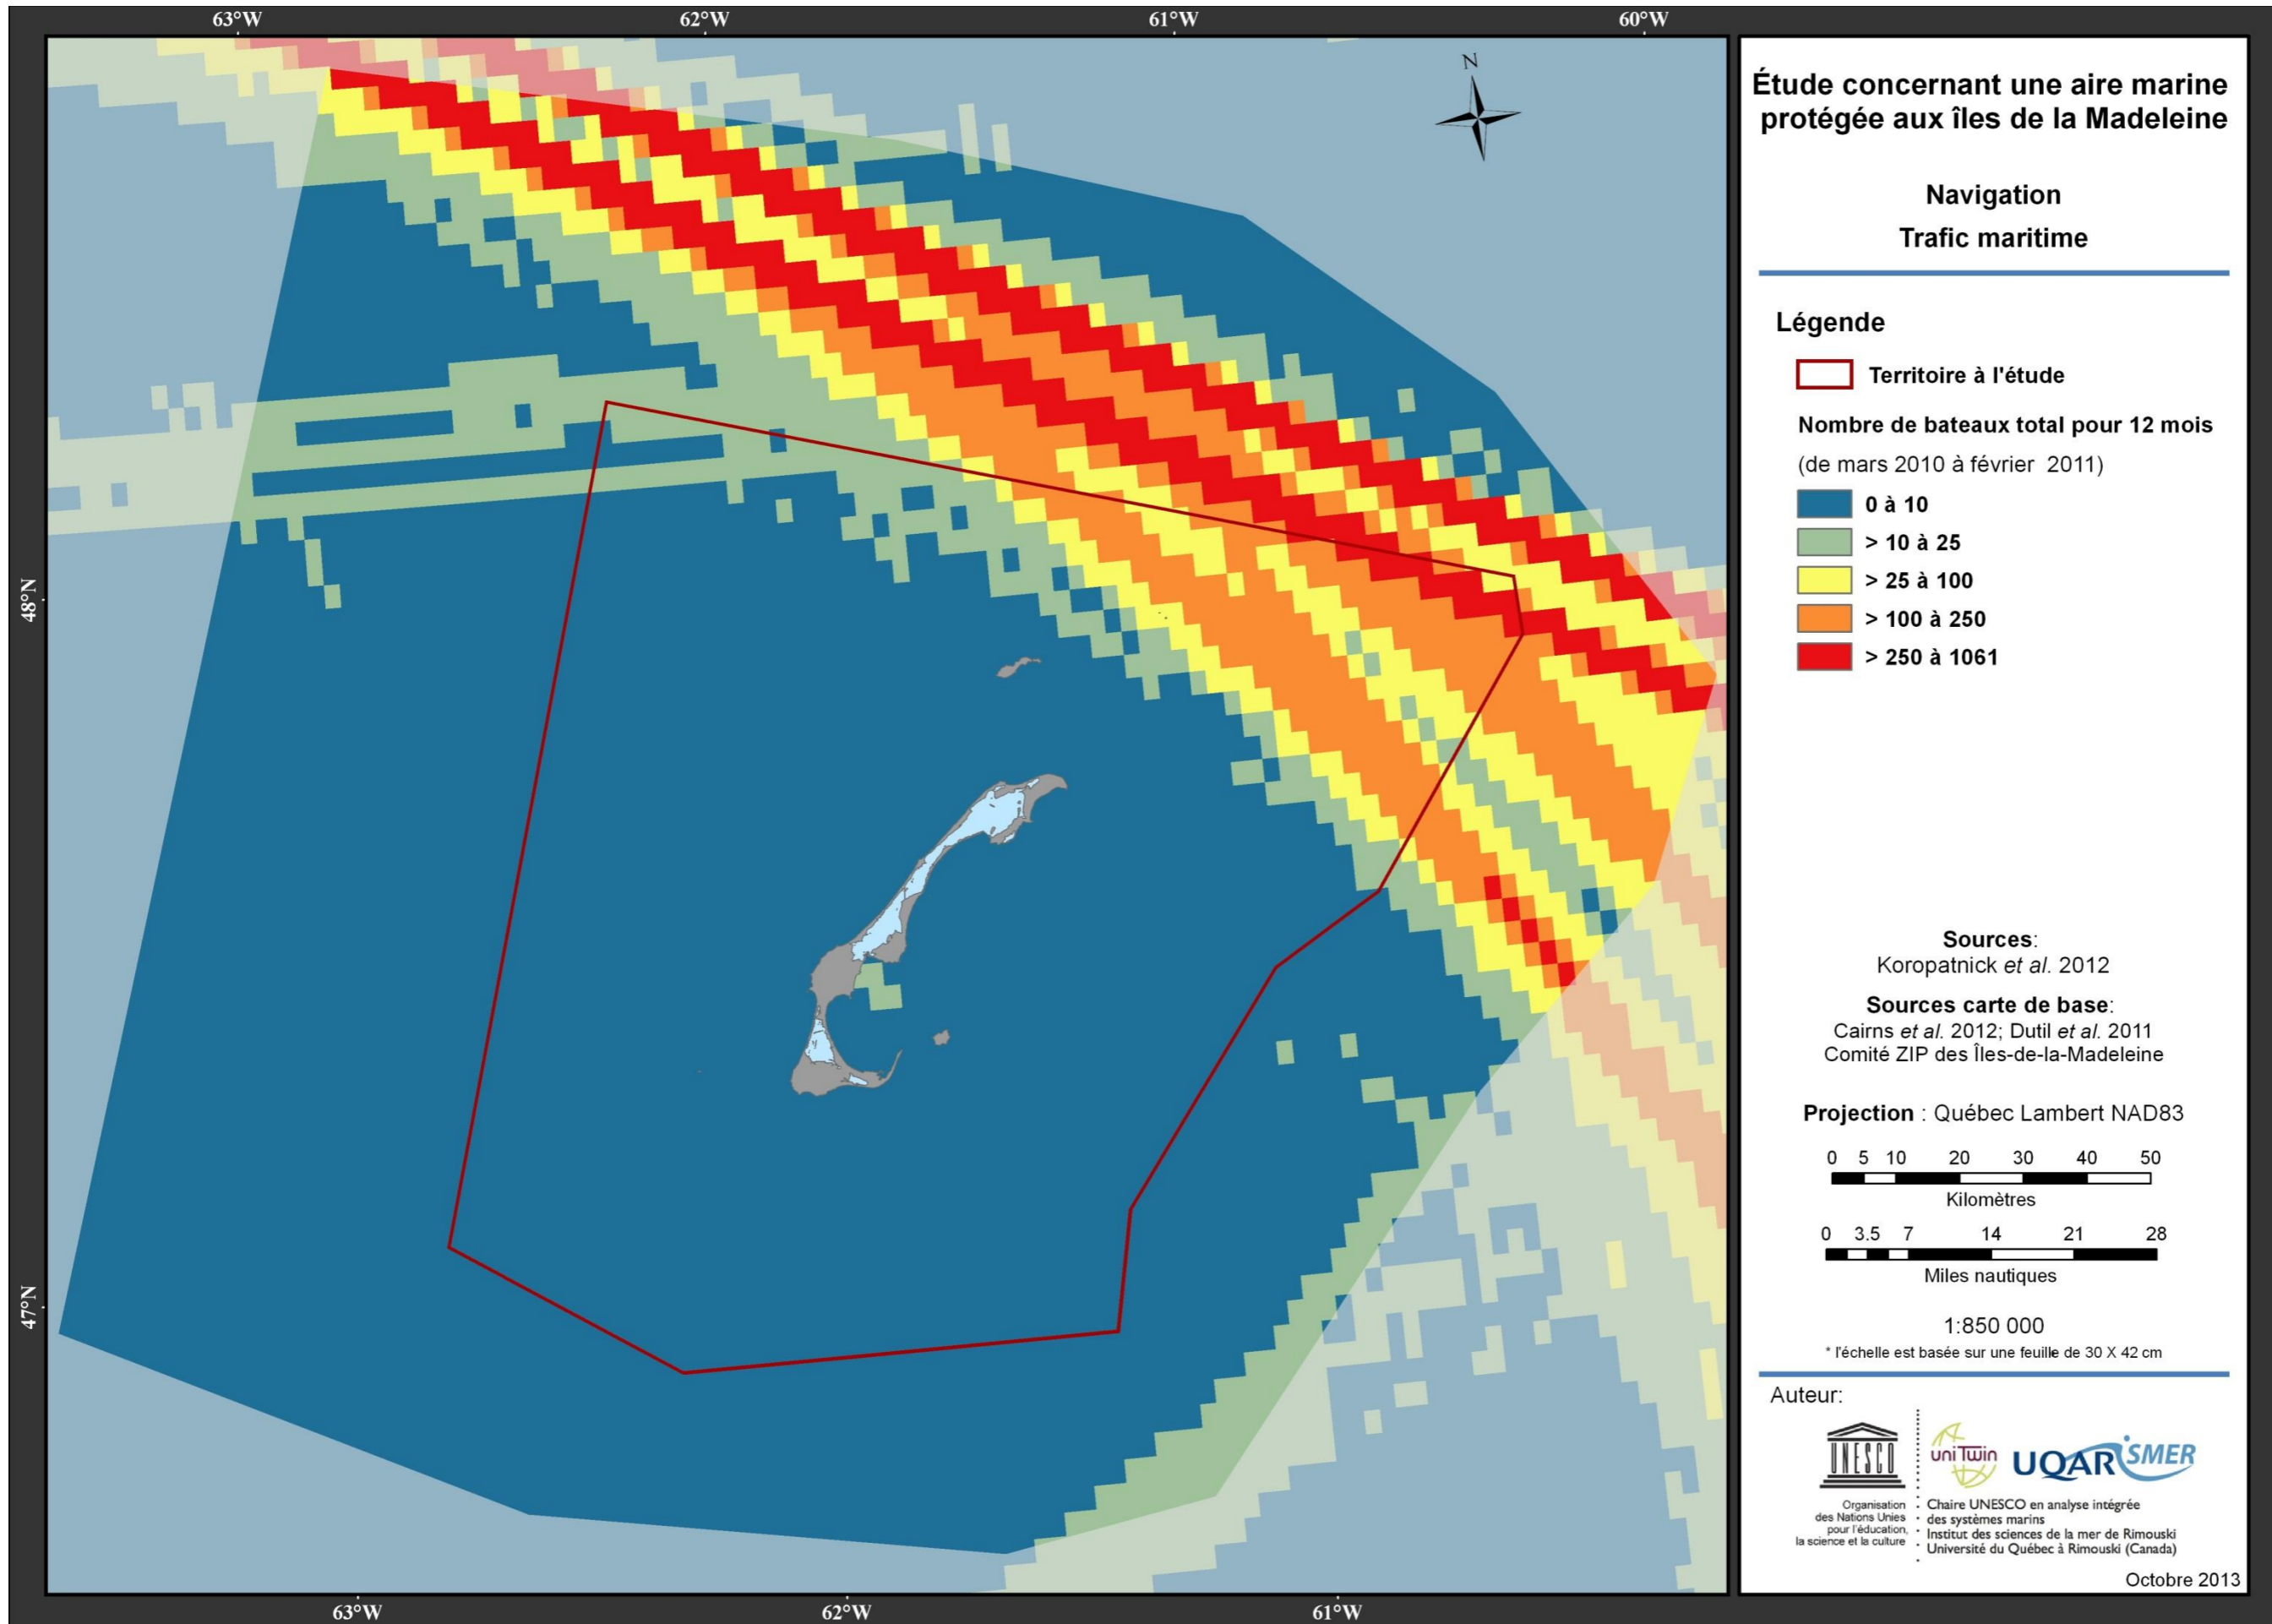 63°W 62°W 61°W 60°W
N
48°N
47°N
63°W 62°W 61°W
Étude concernant une aire marine
protégée aux îles de la Madeleine
Navigation
Trafic maritime
Légende
Territoire à l'étude
Nombre de bateaux total pour 12 mois
(de mars 2010 à février 2011)
0 à 10
> 10 à 25
> 25 à 100
> 100 à 250
> 250 à 1061
Sources:
Koropatnick et al. 2012
Sources carte de base:
Cairns et al. 2012; Dutil et al. 2011
Comité ZIP des Îles-de-la-Madeleine
Projection : Québec Lambert NAD83
0 5 10 20 30 40 50
Kilomètres
0 3.5 7 14 21 28
Miles nautiques
1:850 000
* l'échelle est basée sur une feuille de 30 X 42 cm
Auteur:
UNESCO
uniTwin
UQAR ISMER
Organisation
des Nations Unies
pour l'éducation,
la science et la culture
Chaire UNESCO en analyse intégrée
des systèmes marins
Institut des sciences de la mer de Rimouski
Université du Québec à Rimouski (Canada)
Octobre 2013